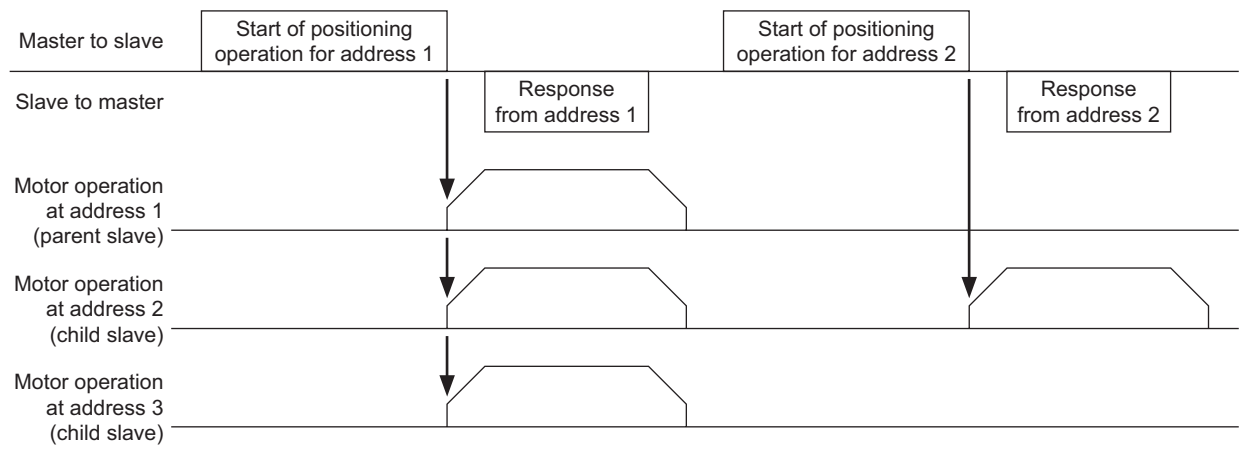 Master to slave
Start of positioning
operation for address 1
Start of positioning
operation for address 2
Slave to master
Response
from address 1
Response
from address 2
Motor operation
at address 1
(parent slave)
Motor operation
at address 2
(child slave)
Motor operation
at address 3
(child slave)